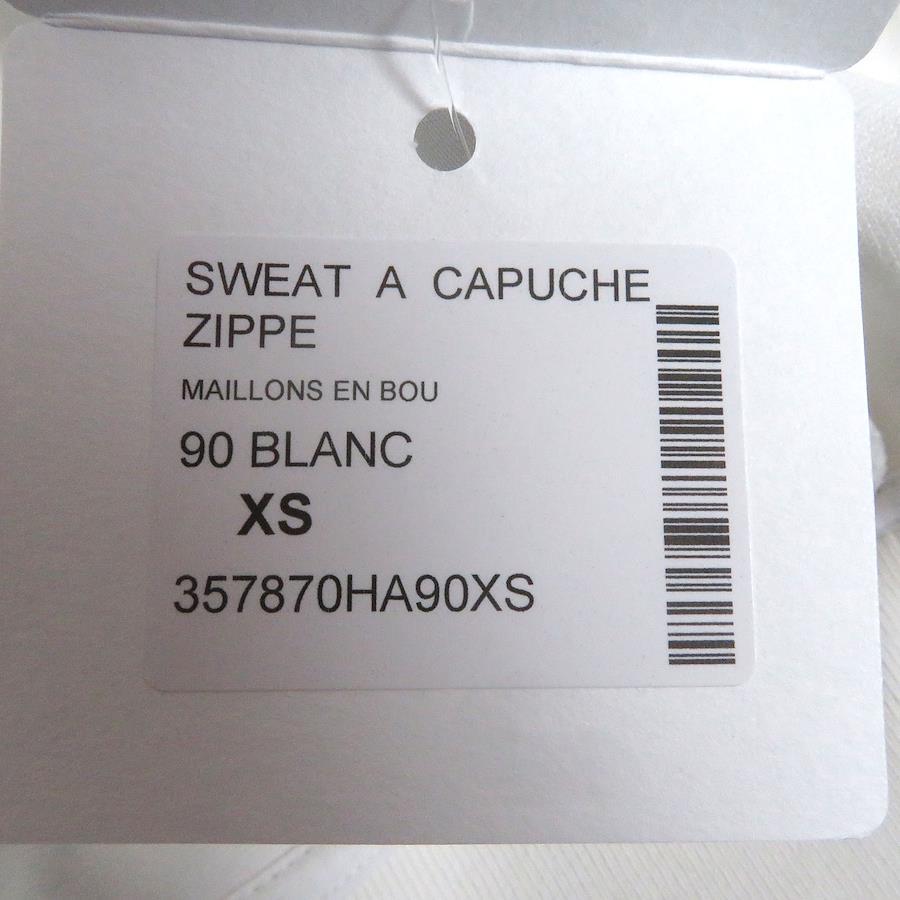 SWEAT A CAPUCHE
ZIPPE
MAILLONS EN BOU
90 BLANC
XS
357870HA90XS